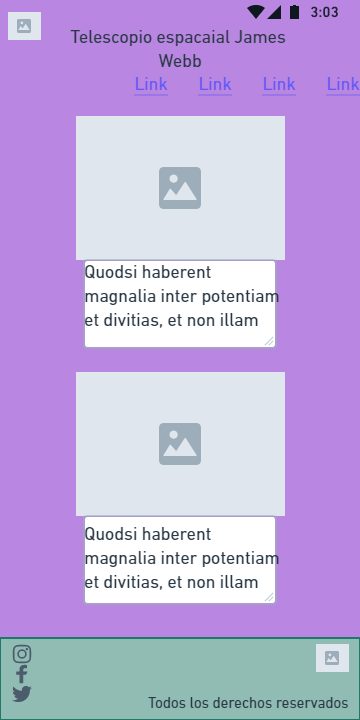 3:03
Telescopio espacaial James
Webb
Link Link Link Link
Quodsi haberent
magnalia inter potentiam
et divitias, et non illam
Quodsi haberent
magnalia inter potentiam
et divitias, et non illam
Todos los derechos reservados